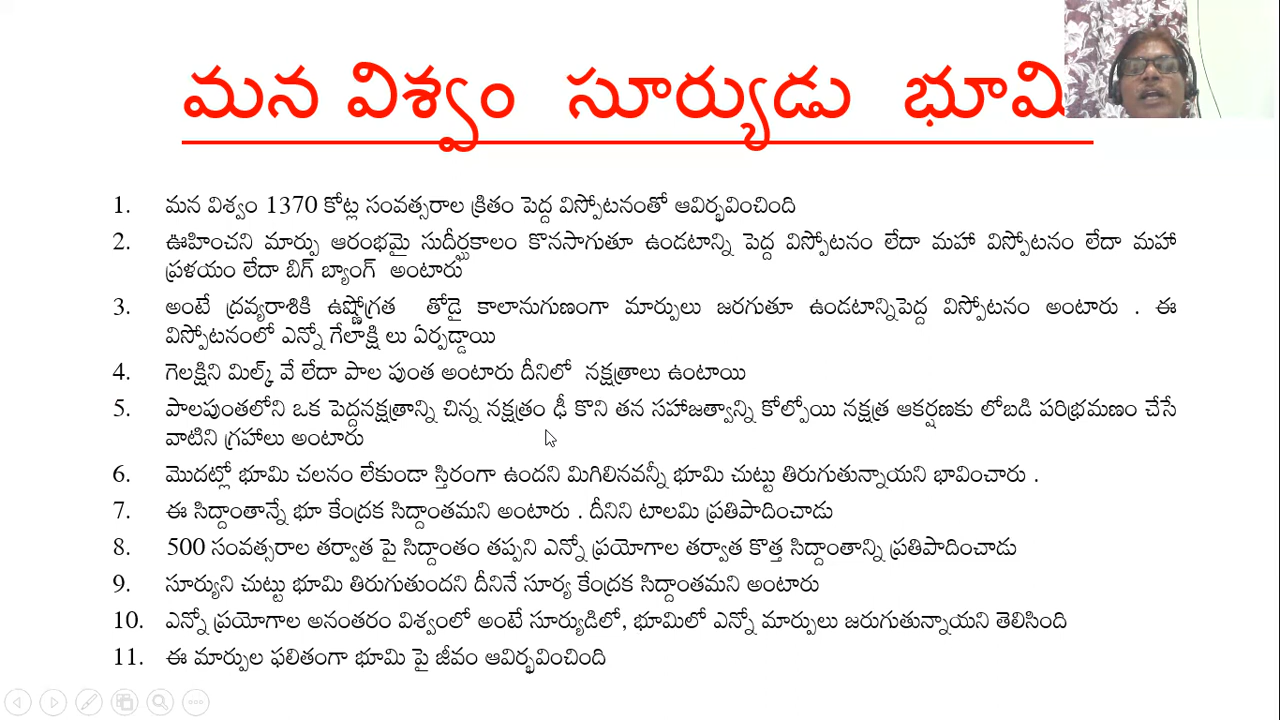 మన విశ్వం సూర్యుడు భూమి
1. మన విశ్వం 1370 కోట్ల సంవత్సరాల క్రితం పెద్ద విస్పోటనంతో ఆవిర్భవించింది
2. ఊహించని మార్పు ఆరంభమై సుదీర్ఘకాలం కొనసాగుతూ ఉండటాన్ని పెద్ద విస్పోటనం లేదా మహా విస్పోటనం లేదా మహా
ప్రళయం లేదా బిగ్ బ్యాంగ్ అంటారు
3. అంటే ద్రవ్యరాశికి ఉష్ణోగ్రత తోడై కాలానుగుణంగా మార్పులు జరగుతూ ఉండటాన్నిపెద్ద విస్పోటనం అంటారు . ఈ
విస్పోటనంలో ఎన్నో గేలాక్షి లు ఏర్పడ్డాయి
4. గెలక్షిని మిల్క్ వే లేదా పాల పుంత అంటారు దీనిలో నక్షత్రాలు ఉంటాయి
5. పాలపుంతలోని ఒక పెద్దనక్షత్రాన్ని చిన్న నక్షత్రం ఢీ కొని తన సహజత్వాన్ని కోల్పోయి నక్షత్ర ఆకర్షణకు లోబడి పరిభ్రమణం చేసే
వాటిని గ్రహాలు అంటారు
6. మొదట్లో భూమి చలనం లేకుండా స్తిరంగా ఉందని మిగిలినవన్నీ భూమి చుట్టు తిరుగుతున్నాయని భావించారు .
7. ఈ సిద్దాంతాన్నే భూ కేంద్రక సిద్దాంతమని అంటారు . దీనిని టాలమి ప్రతిపాదించాడు
8. 500 సంవత్సరాల తర్వాత పై సిద్దాంతం తప్పని ఎన్నో ప్రయోగాల తర్వాత కొత్త సిద్దాంతాన్ని ప్రతిపాదించాడు
9. సూర్యుని చుట్టు భూమి తిరుగుతుందని దీనినే సూర్య కేంద్రక సిద్దాంతమని అంటారు
10. ఎన్నో ప్రయోగాల అనంతరం విశ్వంలో అంటే సూర్యుడిలో, భూమిలో ఎన్నో మార్పులు జరుగుతున్నాయని తెలిసింది
11. ఈ మార్పుల ఫలితంగా భూమి పై జీవం ఆవిర్భవించింది